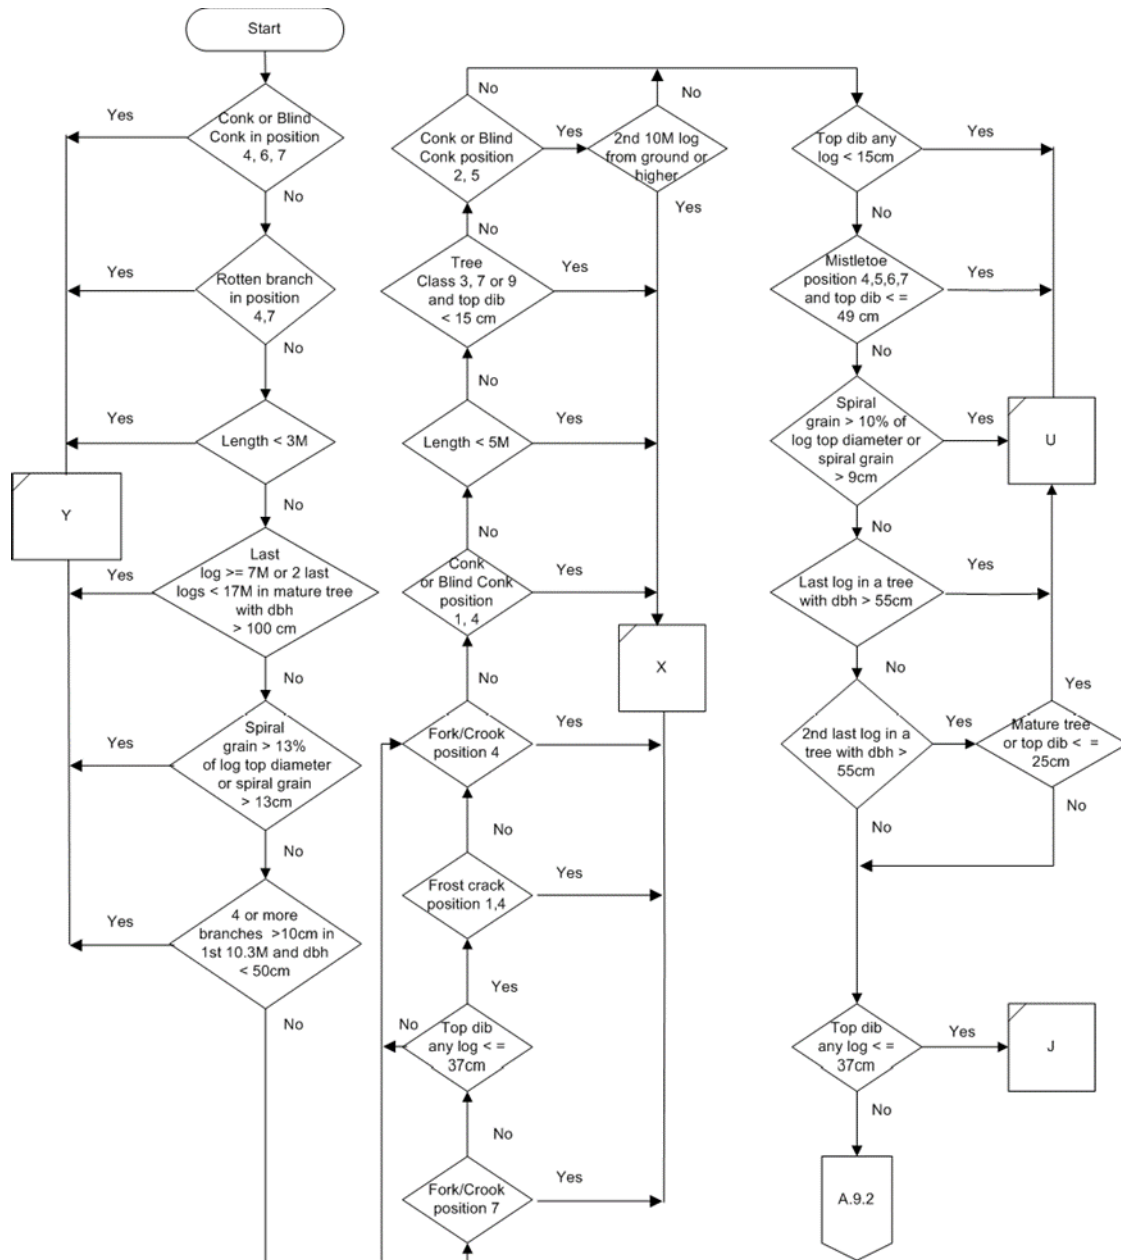 Start
Yes
Conk or Blind
Conk in position
4, 6, 7
No
Yes
Rotten branch
in position
4,7
No
Yes
Length < 3M
No
Y
Last
log >= 7M or 2 last
logs < 17M in mature tree
with dbh
> 100 cm
Yes
No
Spiral
grain > 13%
of log top diameter
or spiral grain
> 13cm
Yes
No
Yes
4 or more
branches >10cm in
1st 10.3M and dbh
< 50cm
No
No
Conk or Blind
Conk position
2, 5
Yes
No
2nd 10M log
from ground or
higher
Yes
No
Tree
Class 3, 7 or 9
and top dib
< 15 cm
Yes
No
Length < 5M
Yes
No
Conk
or Blind Conk
position
1, 4
Yes
X
No
Fork/Crook
position 4
Yes
No
Frost crack
position 1,4
Yes
Yes
No
Top dib
any log < =
37cm
No
Fork/Crook
position 7
Yes
Top dib any
log < 15cm
Yes
No
Mistletoe
position 4,5,6,7
and top dib < =
49 cm
Yes
No
Spiral
grain > 10% of
log top diameter or
spiral grain
> 9cm
Yes
U
No
Last log in a tree
with dbh > 55cm
Yes
No
2nd last log in a
tree with dbh >
55cm
Yes
Yes
Mature tree
or top dib < =
25cm
No
No
Top dib
any log < =
37cm
Yes
J
No
A.9.2